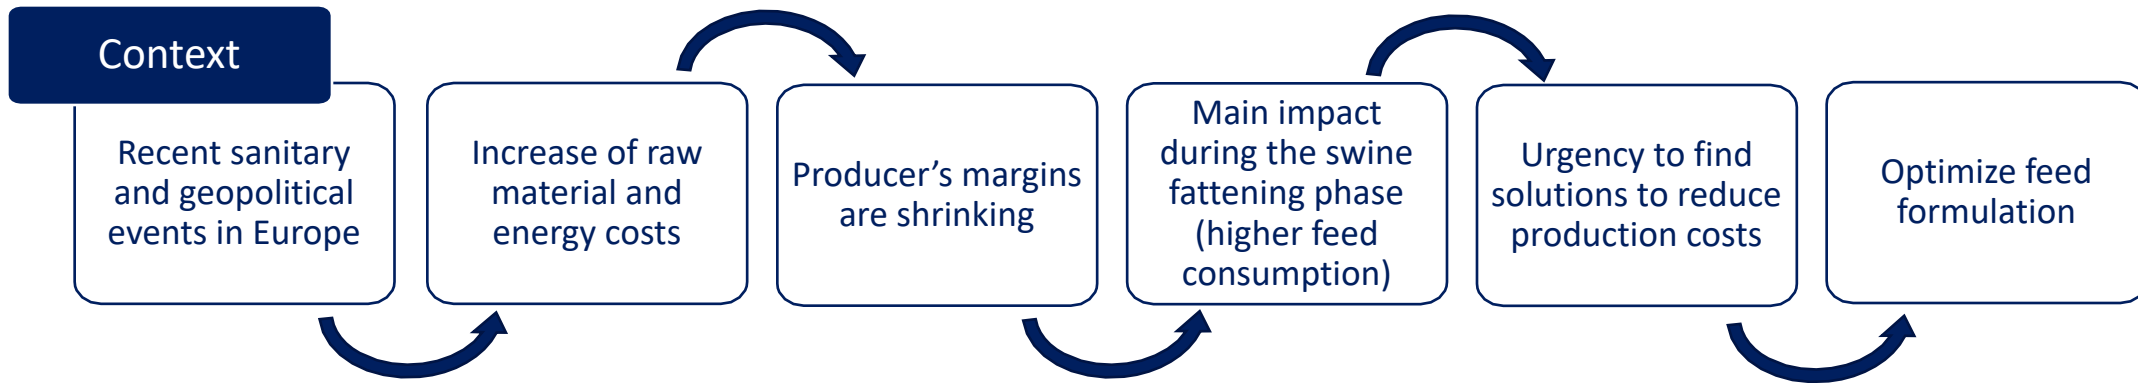 Context
Recent sanitary
and geopolitical
events in Europe
Increase of raw
material and
energy costs
Producer’s margins
are shrinking
Main impact
during the swine
fattening phase
(higher feed
consumption)
Urgency to find
solutions to reduce
production costs
Optimize feed
formulation